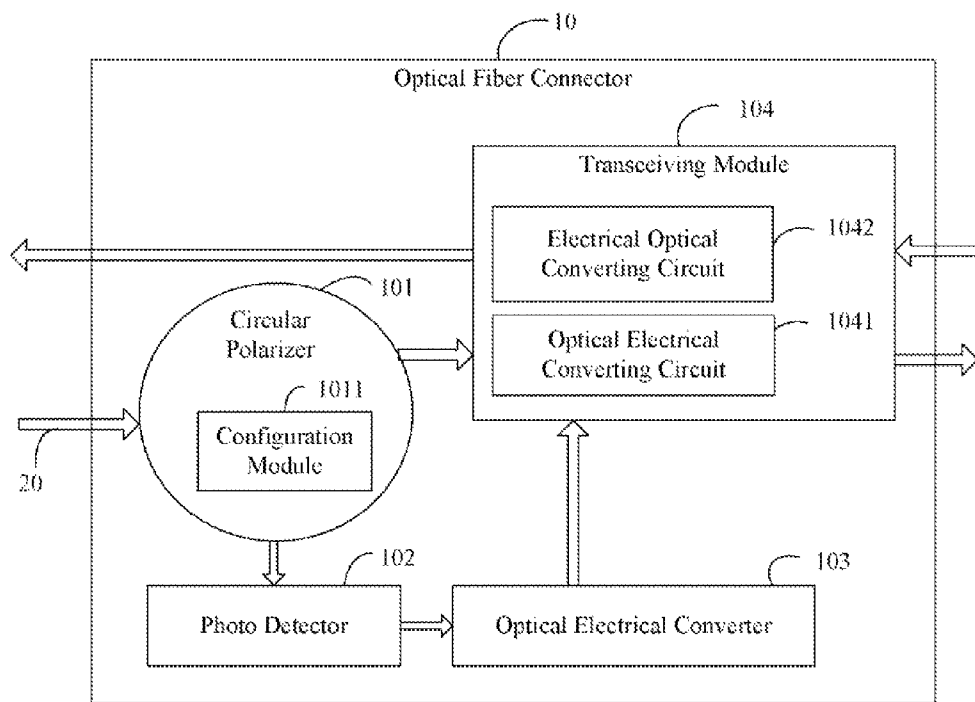 10
Optical Fiber Connector
104
Transceiving Module
Electrical Optical
Converting Circuit
1042
101
Circular
Polarizer
Optical Electrical
Converting Circuit
1041
1011
Configuration
Module
20
102
Photo Detector
103
Optical Electrical Converter